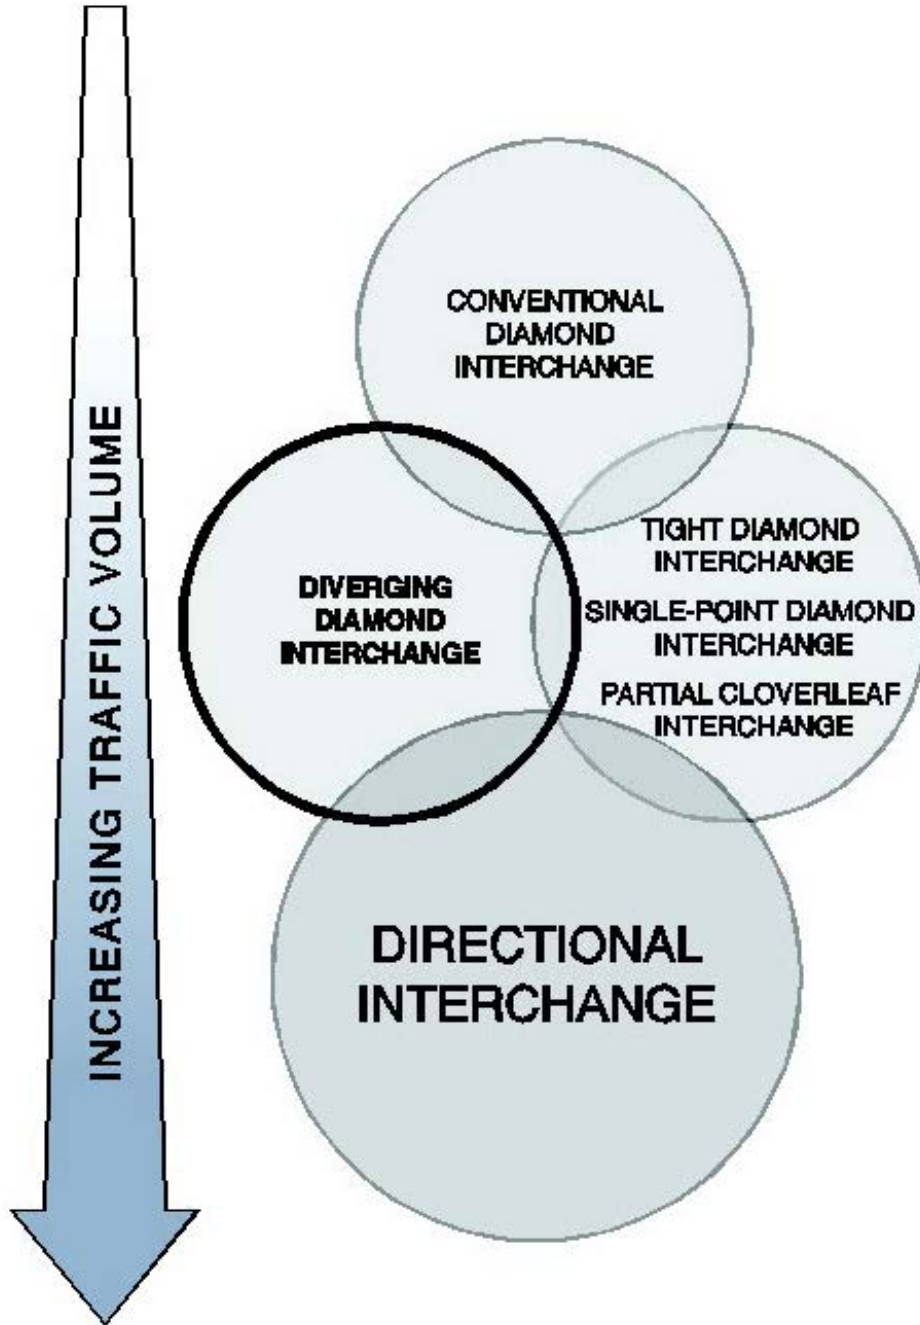 INCREASING TRAFFIC VOLUME
CONVENTIONAL
DIAMOND
INTERCHANGE
DIVERGING
DIAMOND
INTERCHANGE
TIGHT DIAMOND
INTERCHANGE
SINGLE-POINT DIAMOND
INTERCHANGE
PARTIAL CLOVERLEAF
INTERCHANGE
DIRECTIONAL
INTERCHANGE